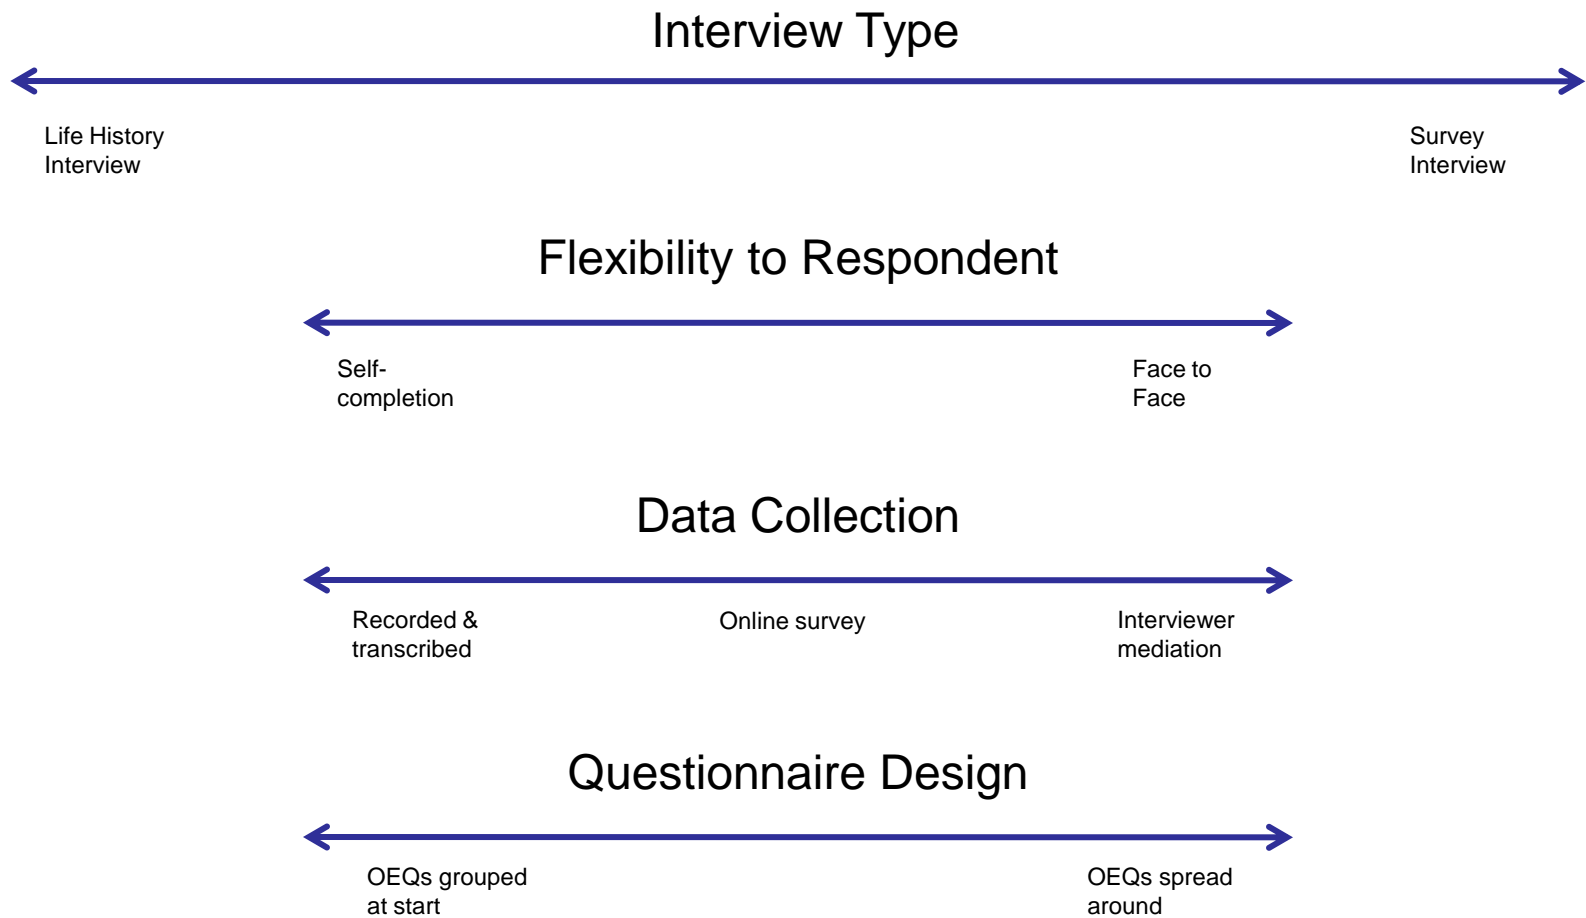 Interview Type
Life History
Interview
Survey
Interview
Flexibility to Respondent
Self-
completion
Face to
Face
Data Collection
Recorded &
transcribed
Online survey
Interviewer
mediation
Questionnaire Design
OEQs grouped
at start
OEQs spread
around